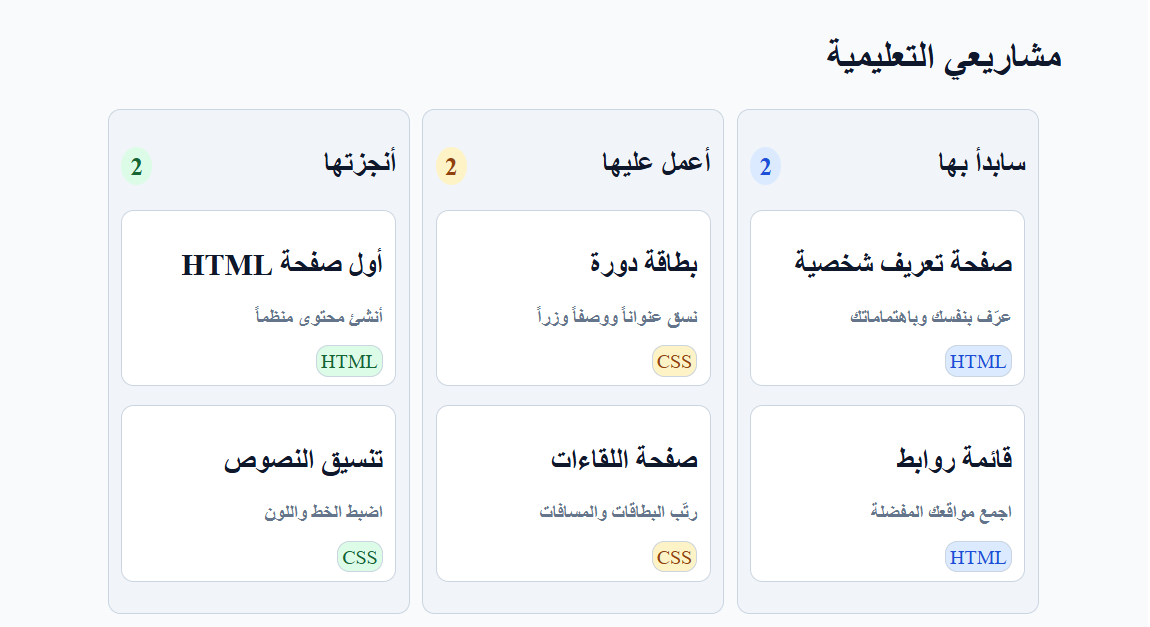 مشاريعي التعليمية
سابدأ بها
2
صفحة تعريف شخصية
عرّف بنفسك وباهتماماتك
HTML
قائمة روابط
اجمع مواقعك المفضلة
HTML
أعمل عليها
2
بطاقة دورة
نسق عنواناً ووصفاً وزراً
CSS
صفحة اللقاءات
رتّب البطاقات والمسافات
CSS
أنجزتها
2
أول صفحة HTML
أنشئ محتوى منظماً
HTML
تنسيق النصوص
اضبط الخط واللون
CSS